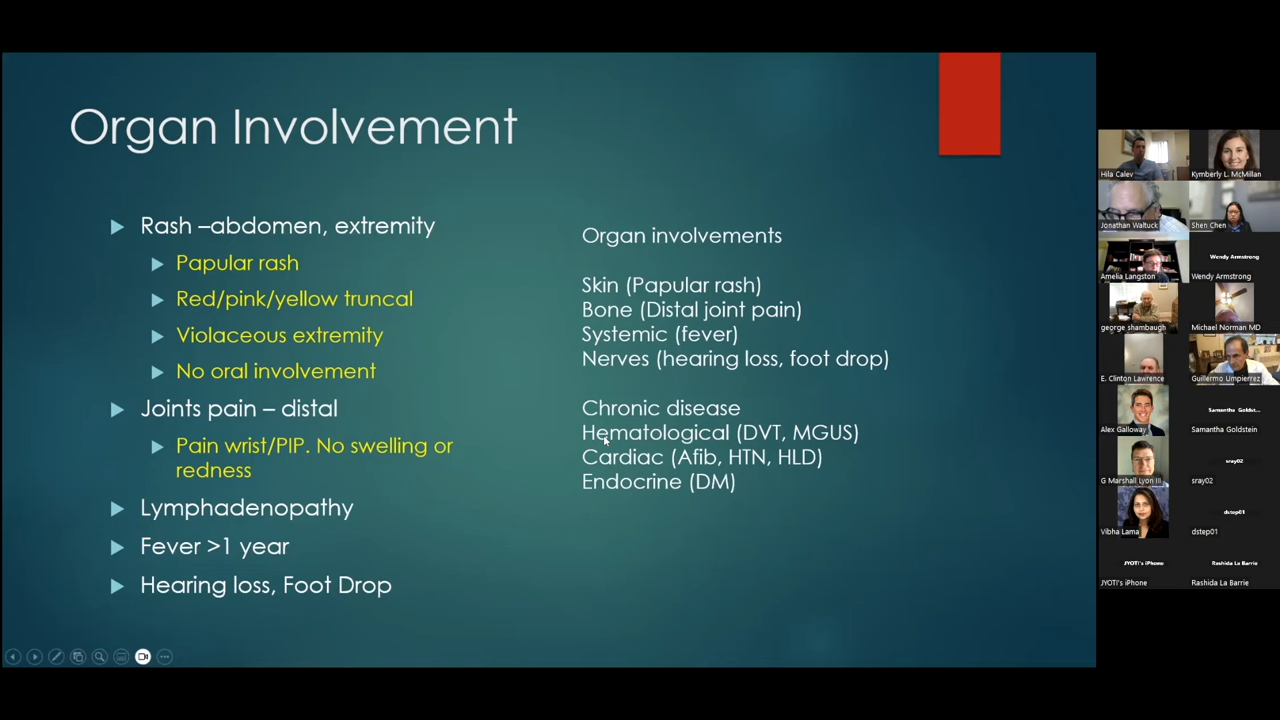 Organ Involvement
Rash –abdomen, extremity
Papular rash
Red/pink/yellow truncal
Violaceous extremity
No oral involvement
Joints pain – distal
Pain wrist/PIP. No swelling or
redness
Lymphadenopathy
Fever >1 year
Hearing loss, Foot Drop
Organ involvements
Skin (Papular rash)
Bone (Distal joint pain)
Systemic (fever)
Nerves (hearing loss, foot drop)
Chronic disease
Hematological (DVT, MGUS)
Cardiac (Afib, HTN, HLD)
Endocrine (DM)
Hila Calev
Kymberly L. McMillan
Jonathan Waltuck
Shen Chen
Amelia Langston
Wendy Armstrong
Wendy Armstrong
george shambaugh
Michael Norman MD
E. Clinton Lawrence
Guillermo Umpierrez
Alex Galloway
Samantha Goldst...
Samantha Goldstein
G Marshall Lyon III
sray02
sray02
Vibha Lama
dstep01
dstep01
JYOTI's iPhone
JYOTI's iPhone
Rashida La Barrie
Rashida La Barrie